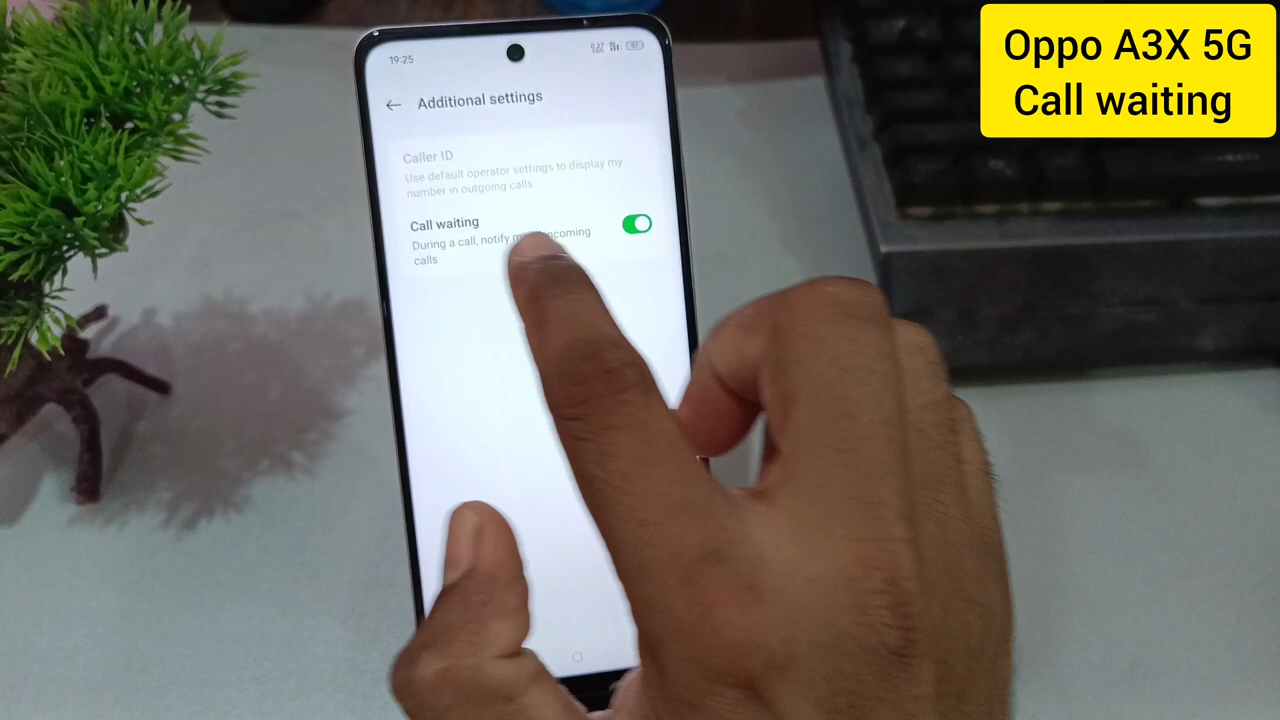 Oppo A3X 5G
Call waiting
19:25
Additional settings
Caller ID
Use default operator settings to display my
number in outgoing calls
Call waiting
During a call, notify incoming
calls